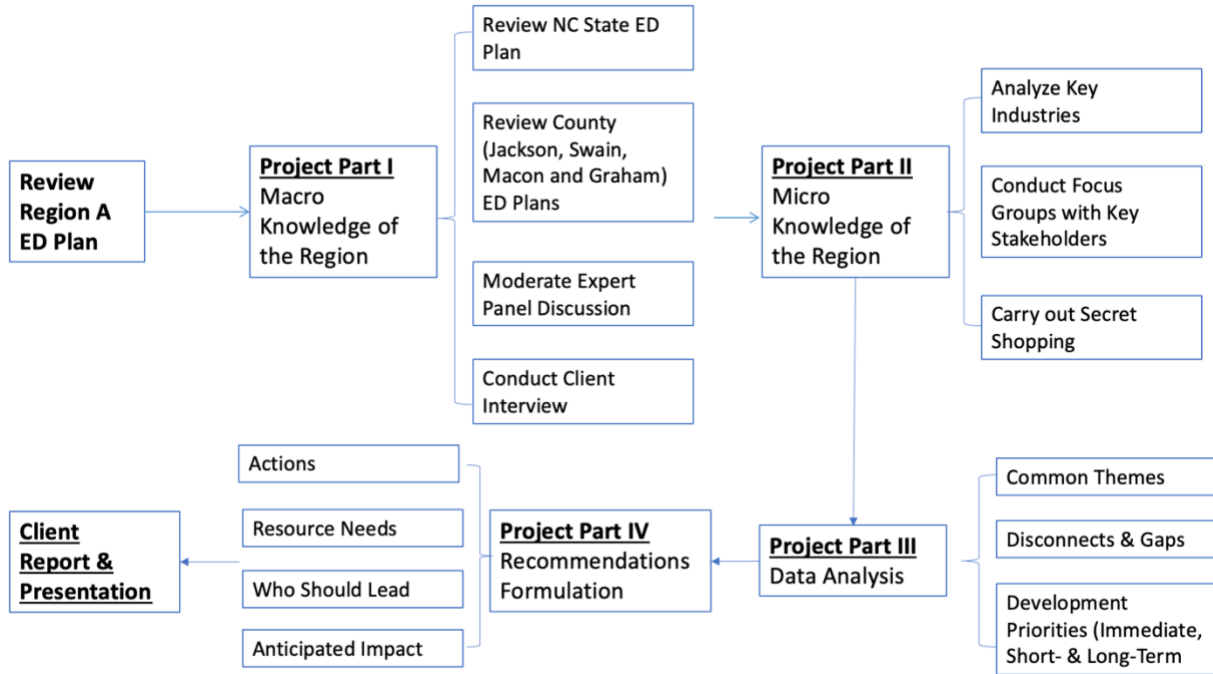 Review
Region A
ED Plan
Project Part I
Macro
Knowledge of
the Region
Review NC State ED
Plan
Review County
(Jackson, Swain,
Macon and Graham)
ED Plans
Moderate Expert
Panel Discussion
Conduct Client
Interview
Project Part II
Micro
Knowledge of
the Region
Analyze Key
Industries
Conduct Focus
Groups with Key
Stakeholders
Carry out Secret
Shopping
Project Part III
Data Analysis
Common Themes
Disconnects & Gaps
Development
Priorities (Immediate,
Short- & Long-Term
Project Part IV
Recommendations
Formulation
Actions
Resource Needs
Who Should Lead
Anticipated Impact
Client
Report &
Presentation